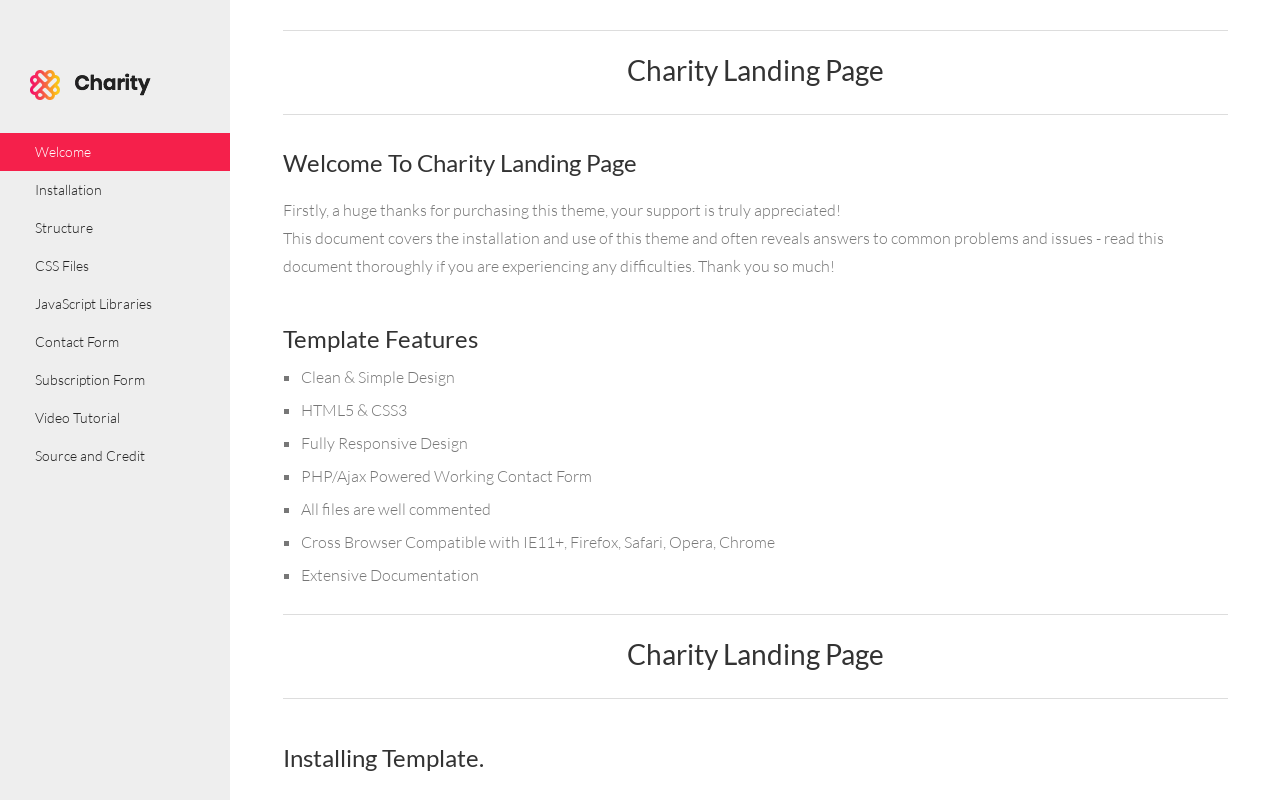 Charity
Welcome
Installation
Structure
CSS Files
JavaScript Libraries
Contact Form
Subscription Form
Video Tutorial
Source and Credit
Charity Landing Page
Welcome To Charity Landing Page
Firstly, a huge thanks for purchasing this theme, your support is truly appreciated!
This document covers the installation and use of this theme and often reveals answers to common problems and issues - read this
document thoroughly if you are experiencing any difficulties. Thank you so much!
Template Features
Clean & Simple Design
HTML5 & CSS3
Fully Responsive Design
PHP/Ajax Powered Working Contact Form
All files are well commented
Cross Browser Compatible with IE11+, Firefox, Safari, Opera, Chrome
Extensive Documentation
Charity Landing Page
Installing Template.